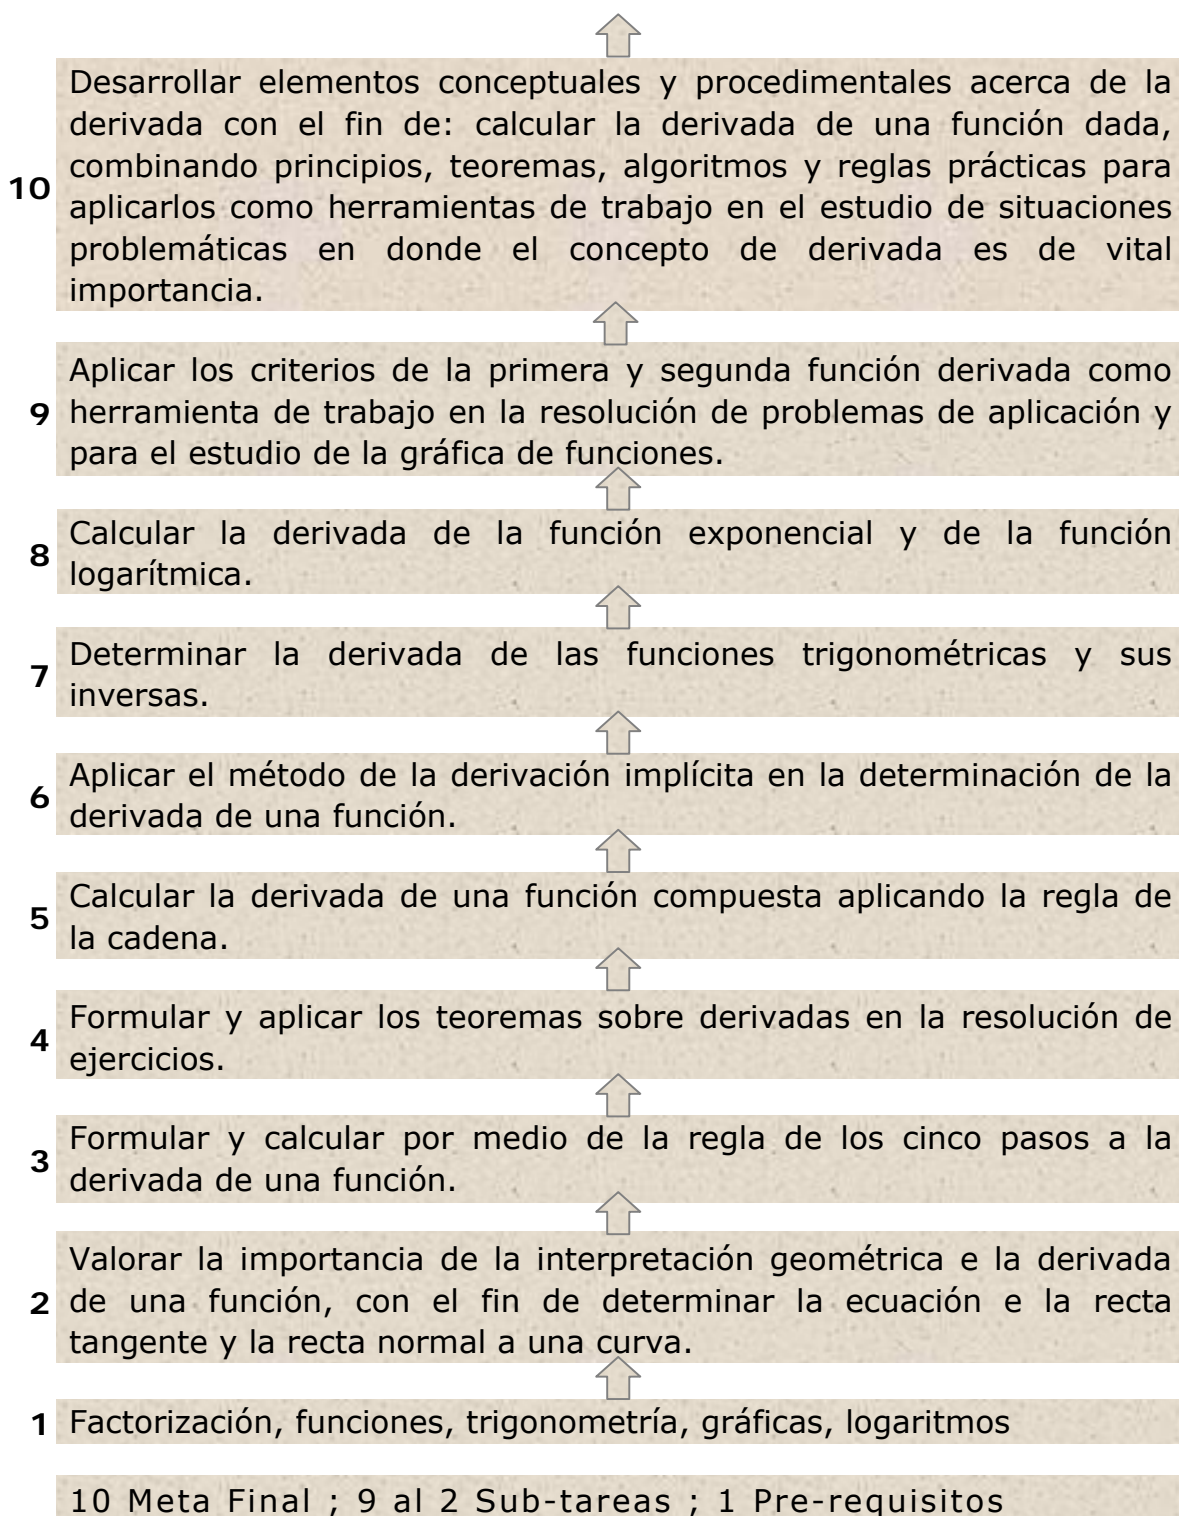 Desarrollar elementos conceptuales y procedimentales acerca de la
derivada con el fin de: calcular la derivada de una función dada,
combinando principios, teoremas, algoritmos y reglas prácticas para
10 aplicarlos como herramientas de trabajo en el estudio de situaciones
problemáticas en donde el concepto de derivada es de vital
importancia.
Aplicar los criterios de la primera y segunda función derivada como
9 herramienta de trabajo en la resolución de problemas de aplicación y
para el estudio de la gráfica de funciones.
8 Calcular la derivada de la función exponencial y de la función
logarítmica.
7 Determinar la derivada de las funciones trigonométricas y sus
inversas.
6 Aplicar el método de la derivación implícita en la determinación de la
derivada de una función.
5 Calcular la derivada de una función compuesta aplicando la regla de
la cadena.
4 Formular y aplicar los teoremas sobre derivadas en la resolución de
ejercicios.
3 Formular y calcular por medio de la regla de los cinco pasos a la
derivada de una función.
Valorar la importancia de la interpretación geométrica e la derivada
2 de una función, con el fin de determinar la ecuación e la recta
tangente y la recta normal a una curva.
1 Factorización, funciones, trigonometría, gráficas, logaritmos
10 Meta Final ; 9 al 2 Sub-tareas ; 1 Pre-requisitos